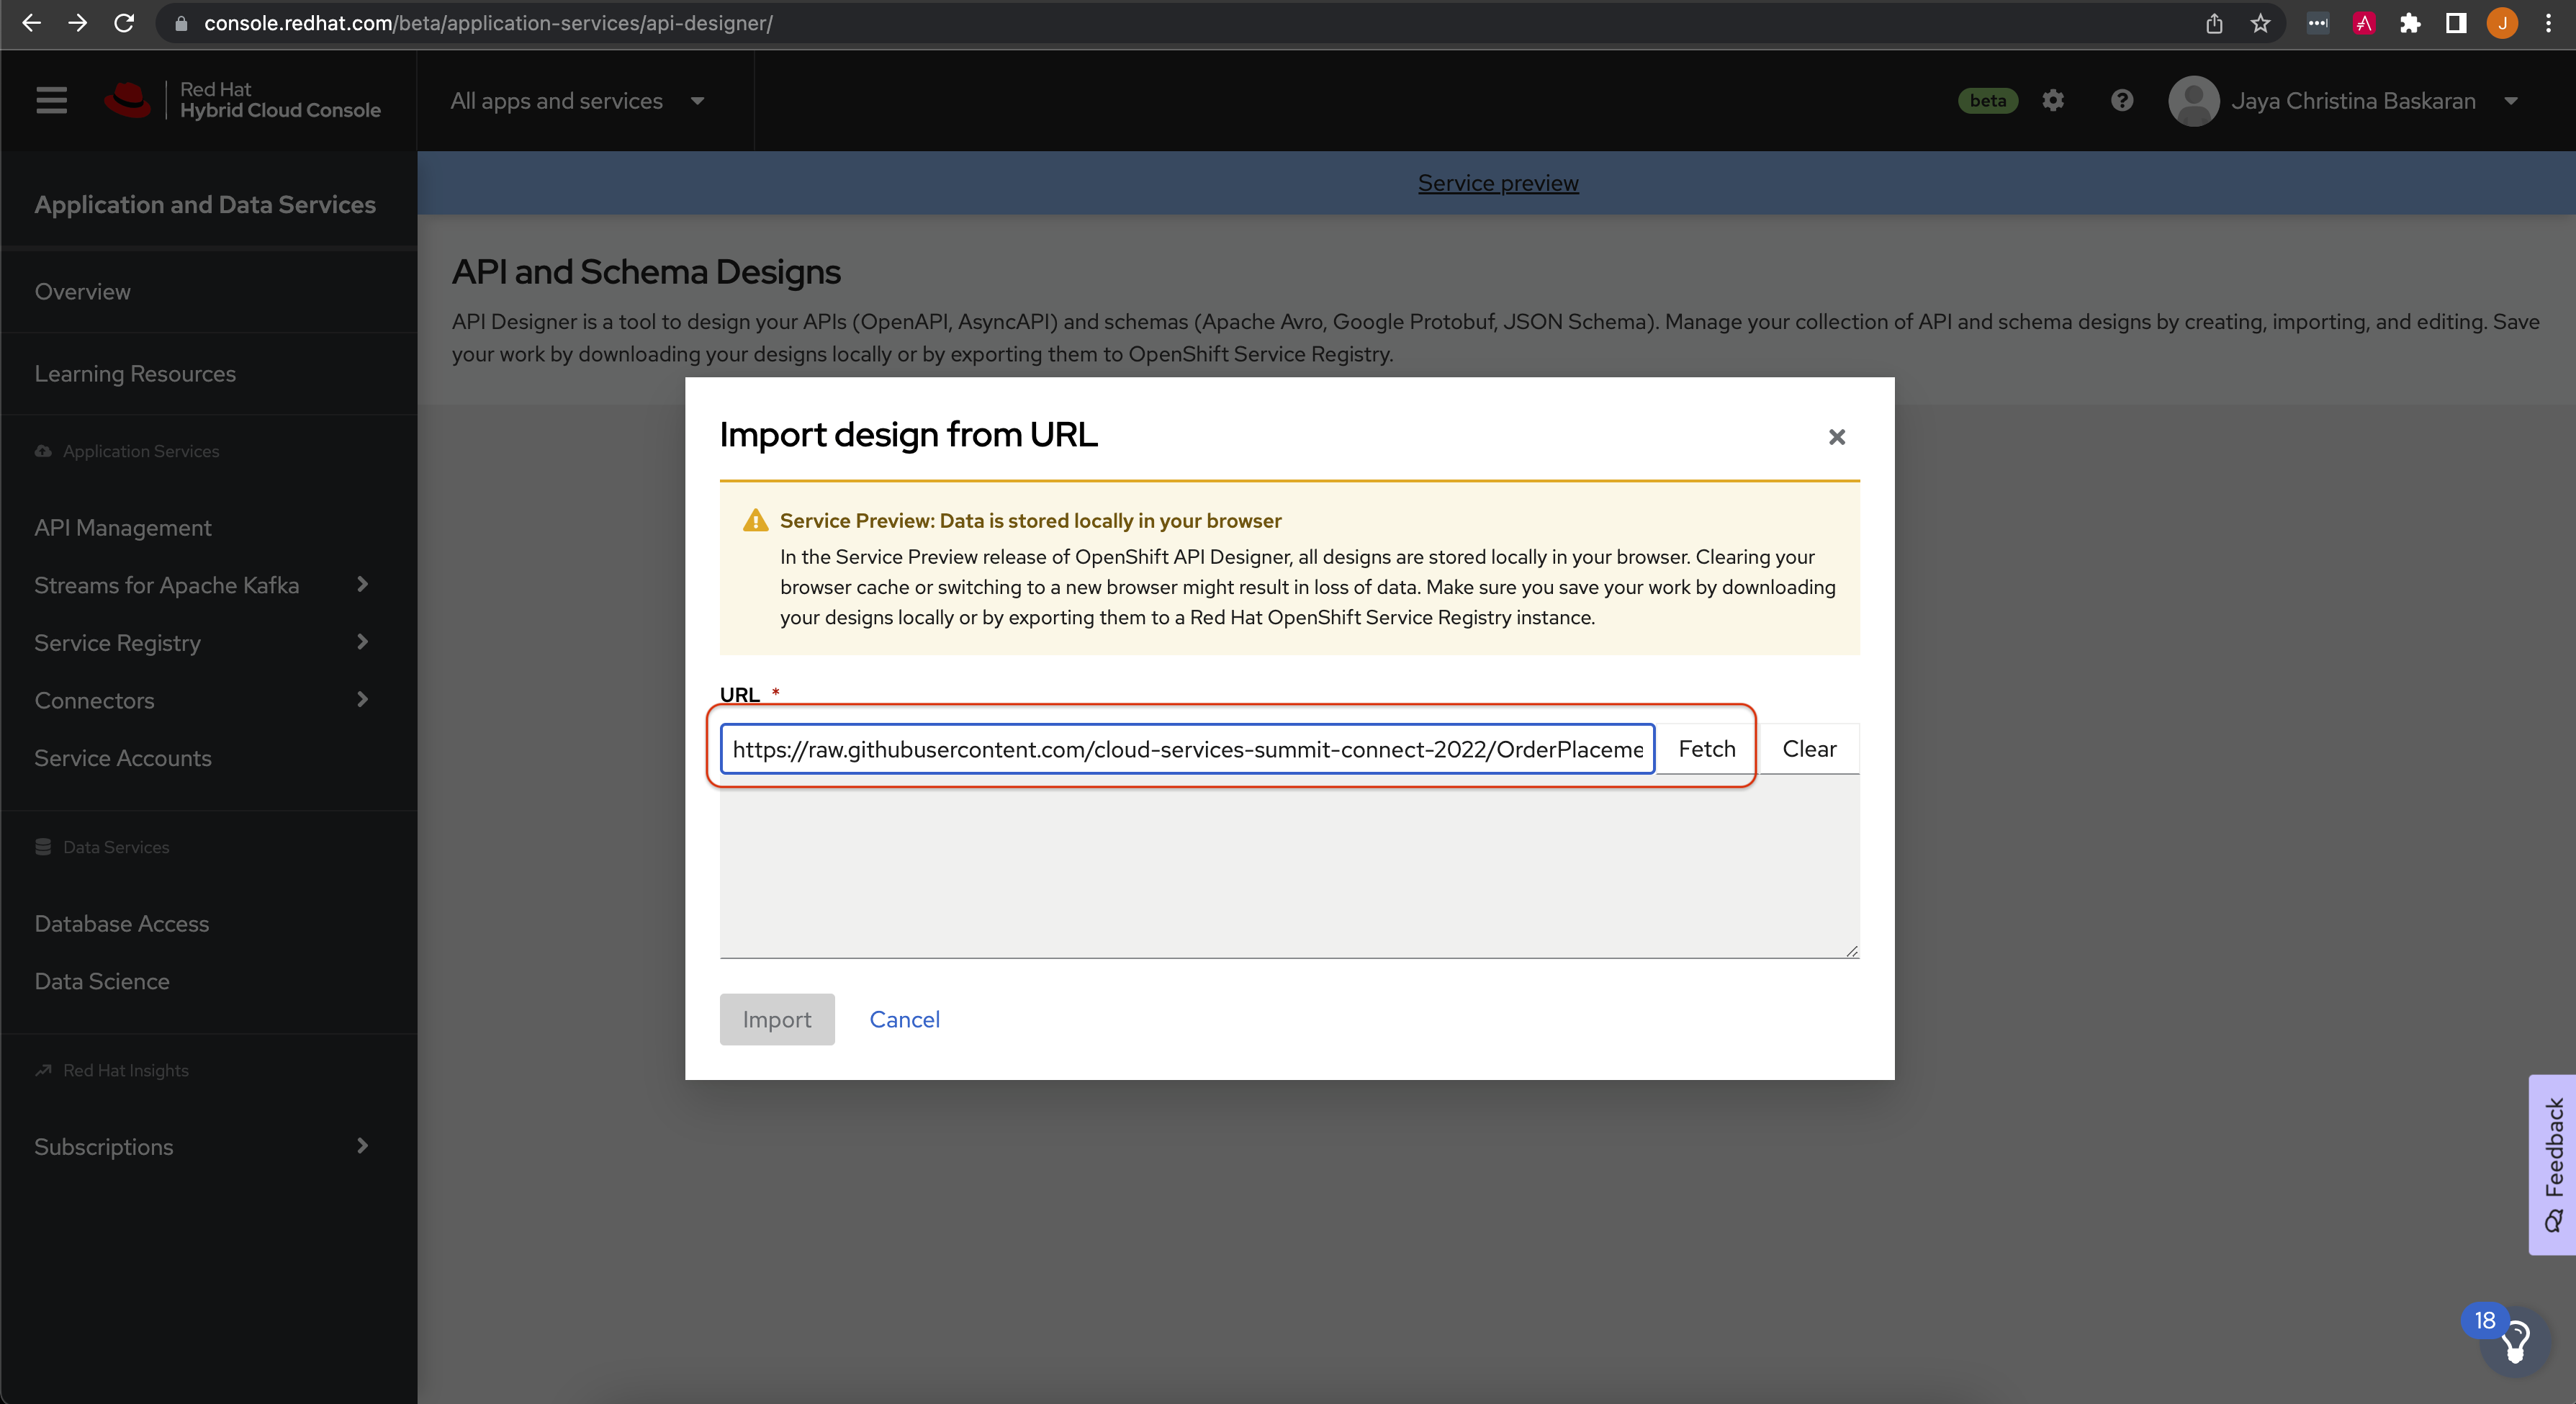 console.redhat.com/beta/application-services/api-designer/
J
Red Hat
Hybrid Cloud Console
All apps and services
beta
Jaya Christina Baskaran
Application and Data Services
Overview
Learning Resources
Application Services
API Management
Streams for Apache Kafka
Service Registry
Connectors
Service Accounts
Data Services
Database Access
Data Science
Red Hat Insights
Subscriptions
Service preview
API and Schema Designs
API Designer is a tool to design your APIs (OpenAPI, AsyncAPI) and schemas (Apache Avro, Google Protobuf, JSON Schema). Manage your collection of API and schema designs by creating, importing, and editing. Save
your work by downloading your designs locally or by exporting them to OpenShift Service Registry.
Import design from URL
Service Preview: Data is stored locally in your browser
In the Service Preview release of OpenShift API Designer, all designs are stored locally in your browser. Clearing your
browser cache or switching to a new browser might result in loss of data. Make sure you save your work by downloading
your designs locally or by exporting them to a Red Hat OpenShift Service Registry instance.
URL *
https://raw.githubusercontent.com/cloud-services-summit-connect-2022/OrderPlaceme
Fetch
Clear
Import
Cancel
Feedback
18